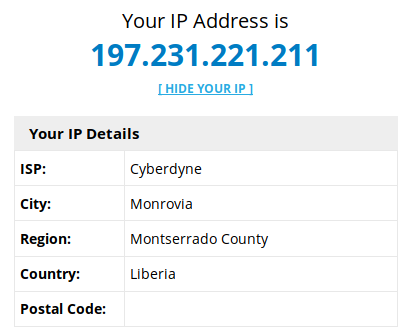 Your IP Address is
197.231.221.211
[ HIDE YOUR IP ]
Your IP Details
ISP: Cyberdyne
City: Monrovia
Region: Montserrado County
Country: Liberia
Postal Code: